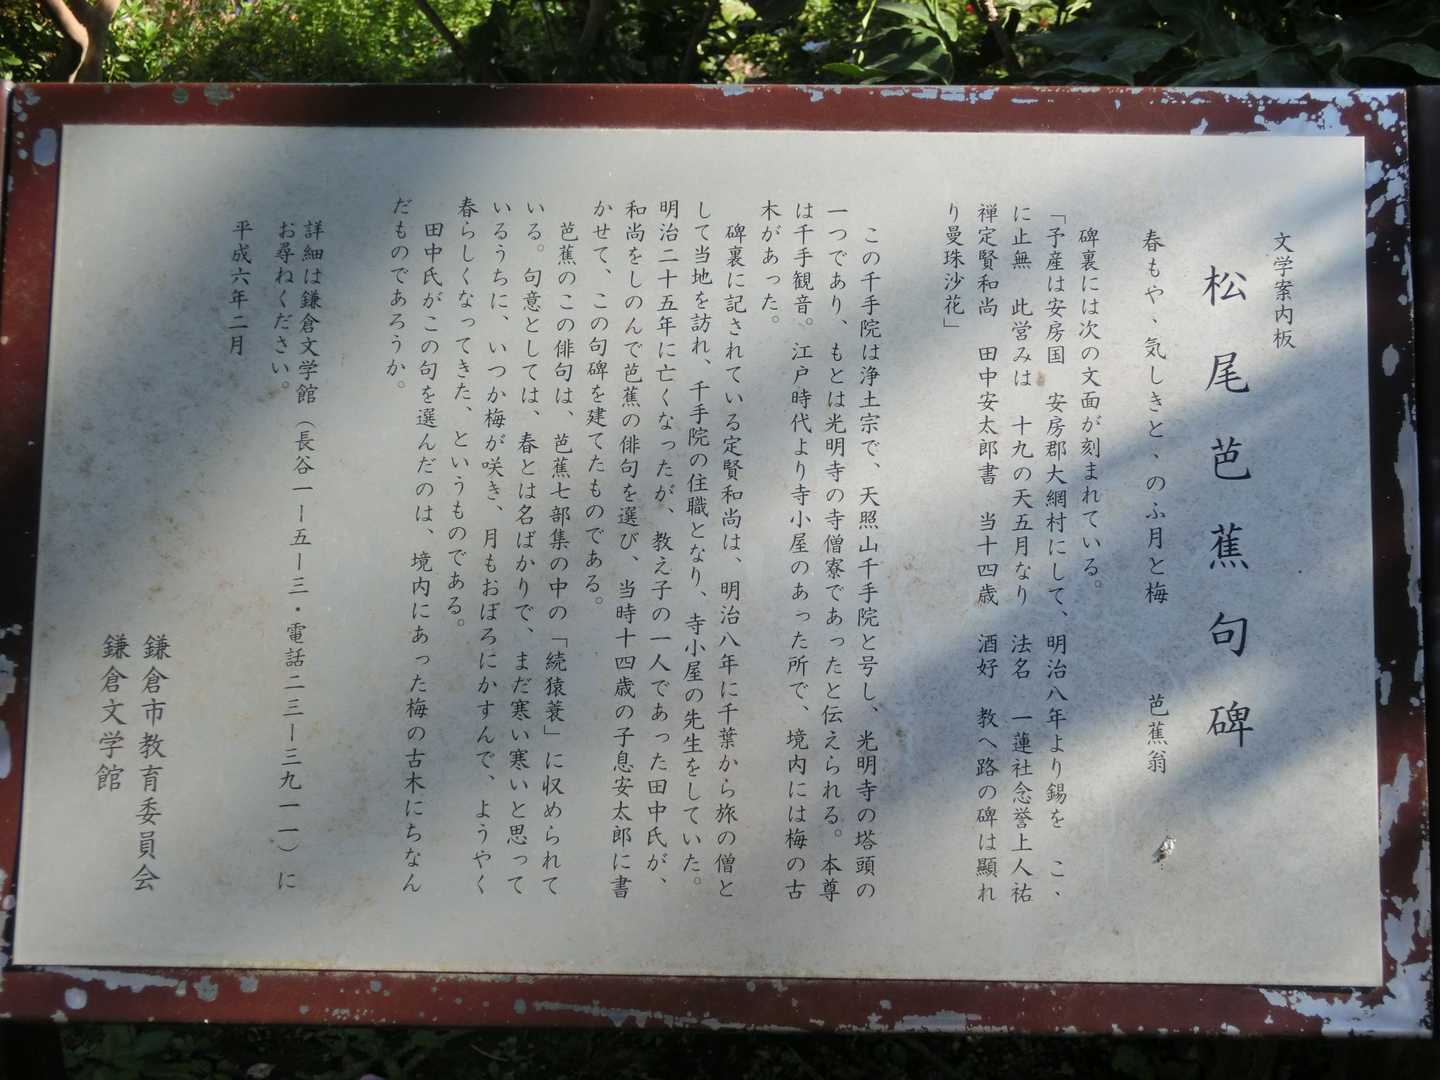 文学案内板
松尾芭蕉句碑
春もやゝ気しきとゝのふ月と梅　芭蕉翁
碑裏には次の文面が刻まれている。
「予産は安房国　安房郡大網村にして、明治八年より錫を　こゝ
に止無　此営みは　十九の天五月なり　法名　一蓮社念誉上人祐
禅定賢和尚　田中安太郎書　当十四歳　酒好　教へ路の碑は顕れ
り曼珠沙花」
この千手院は浄土宗で、天照山千手院と号し、光明寺の塔頭の
一つであり、もとは光明寺の寺僧寮であったと伝えられる。本尊
は千手観音。江戸時代より寺小屋のあった所で、境内には梅の古
木があった。
碑裏に記されている定賢和尚は、明治八年に千葉から旅の僧と
して当地を訪れ、千手院の住職となり、寺小屋の先生をしていた。
明治二十五年に亡くなったが、教え子の一人であった田中氏が、
和尚をしのんで芭蕉の俳句を選び、当時十四歳の子息安太郎に書
かせて、この句碑を建てたものである。
芭蕉のこの俳句は、芭蕉七部集の中の「続猿蓑」に収められて
いる。句意としては、春とは名ばかりで、まだ寒い寒いと思って
いるうちに、いつか梅が咲き、月もおぼろにかすんで、ようやく
春らしくなってきた、というものである。
田中氏がこの句を選んだのは、境内にあった梅の古木にちなん
だものであろうか。
詳細は鎌倉文学館（長谷一ー五ー三・電話二三ー三九一一）に
お尋ねください。
平成六年二月
鎌倉市教育委員会
鎌倉文学館